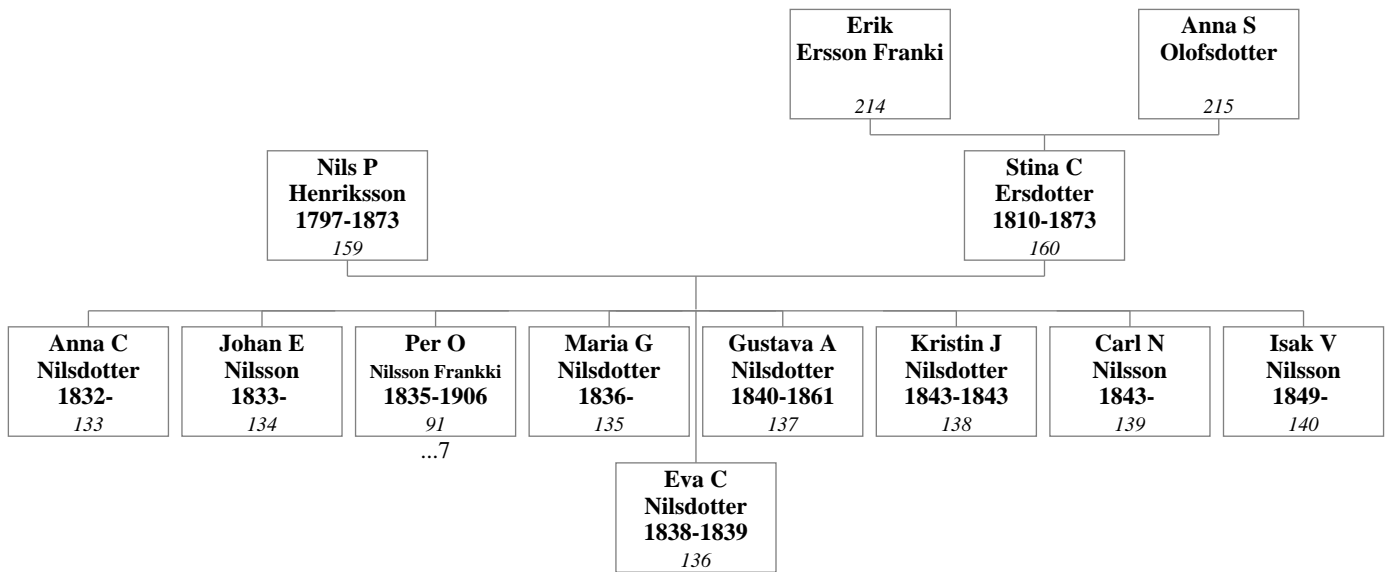 Erik
Ersson Franki
214
Anna S
Olofsdotter
215
Nils P
Henriksson
1797-1873
159
Stina C
Ersdotter
1810-1873
160
Anna C
Nilsdotter
1832-
133
Johan E
Nilsson
1833-
134
Per O
Nilsson Frankki
1835-1906
91
...7
Maria G
Nilsdotter
1836-
135
Gustava A
Nilsdotter
1840-1861
137
Kristin J
Nilsdotter
1843-1843
138
Carl N
Nilsson
1843-
139
Isak V
Nilsson
1849-
140
Eva C
Nilsdotter
1838-1839
136